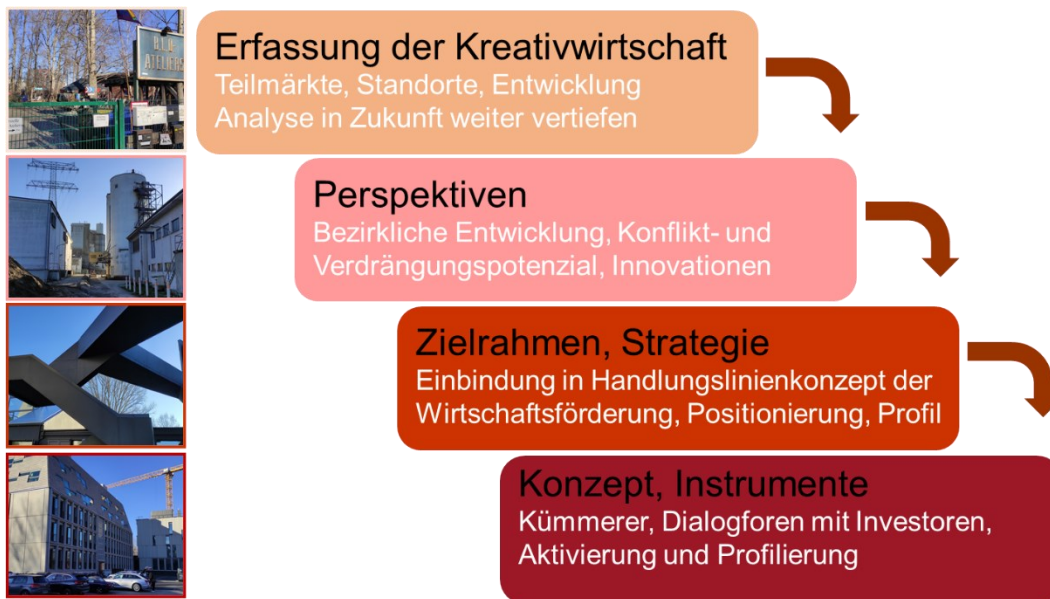 B.L.O.
ATELIERS
Erfassung der Kreativwirtschaft
Teilmärkte, Standorte, Entwicklung
Analyse in Zukunft weiter vertiefen
Perspektiven
Bezirkliche Entwicklung, Konflikt- und
Verdrängungspotenzial, Innovationen
Zielrahmen, Strategie
Einbindung in Handlungslinienkonzept der
Wirtschaftsförderung, Positionierung, Profil
Konzept, Instrumente
Kümmerer, Dialogforen mit Investoren,
Aktivierung und Profilierung